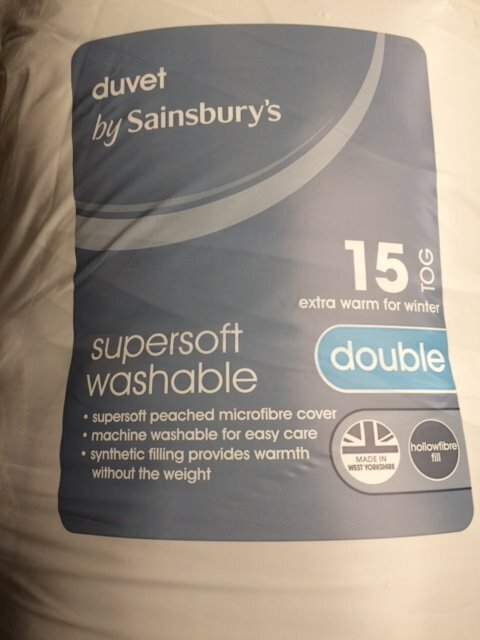 duvet
by Sainsbury's
15 TOG
extra warm for winter
supersoft
washable
double
• supersoft peached microfibre cover
• machine washable for easy care
• synthetic filling provides warmth
without the weight
MADE IN
WEST YORKSHIRE
hollowfibre
fill